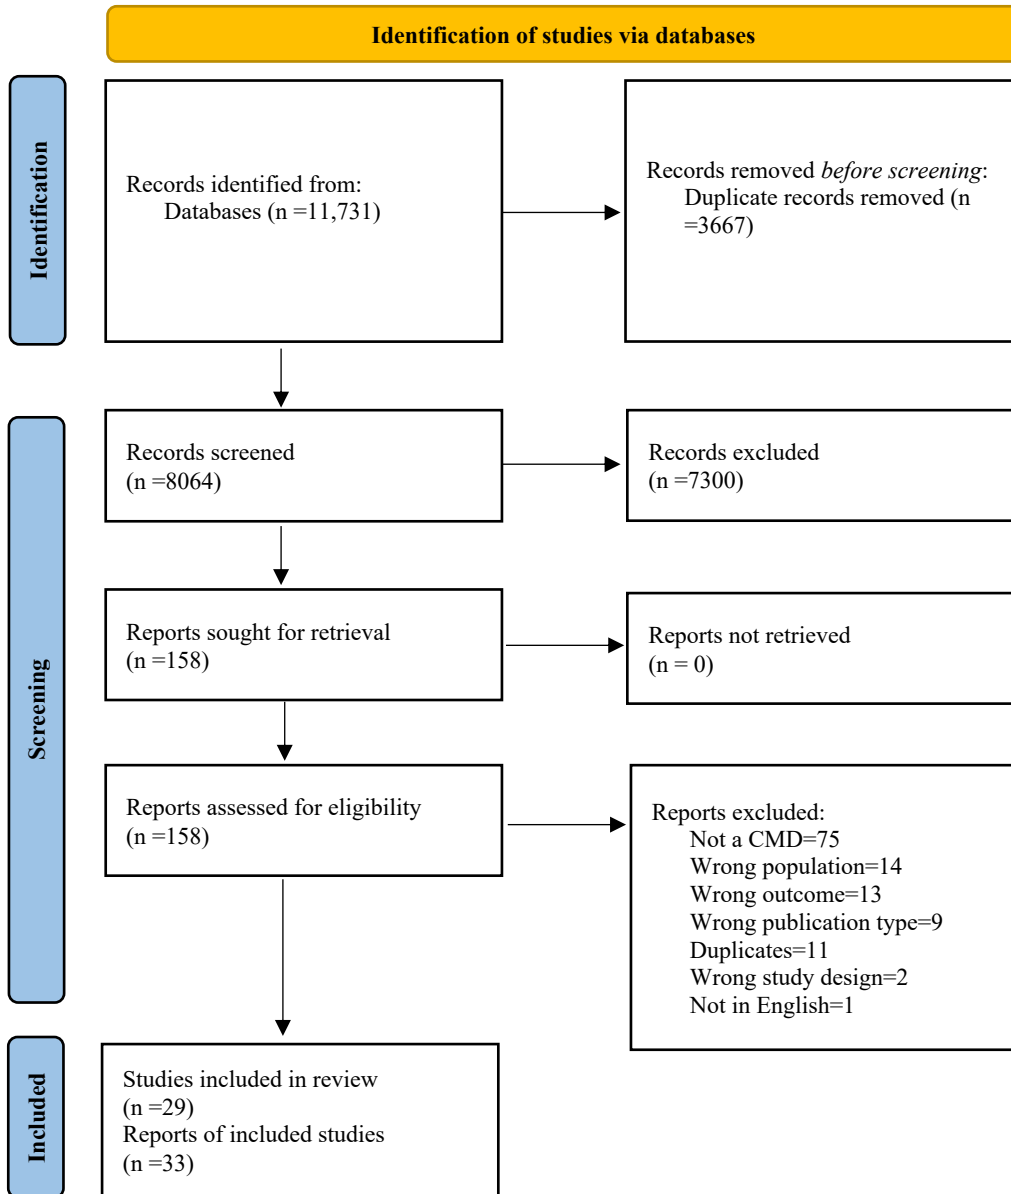 Identification of studies via databases
Identification
Records identified from:
Databases (n =11,731)
Records removed before screening:
Duplicate records removed (n
=3667)
Screening
Records screened
(n =8064)
Records excluded
(n =7300)
Reports sought for retrieval
(n =158)
Reports not retrieved
(n = 0)
Reports assessed for eligibility
(n =158)
Reports excluded:
Not a CMD=75
Wrong population=14
Wrong outcome=13
Wrong publication type=9
Duplicates=11
Wrong study design=2
Not in English=1
Included
Studies included in review
(n =29)
Reports of included studies
(n =33)